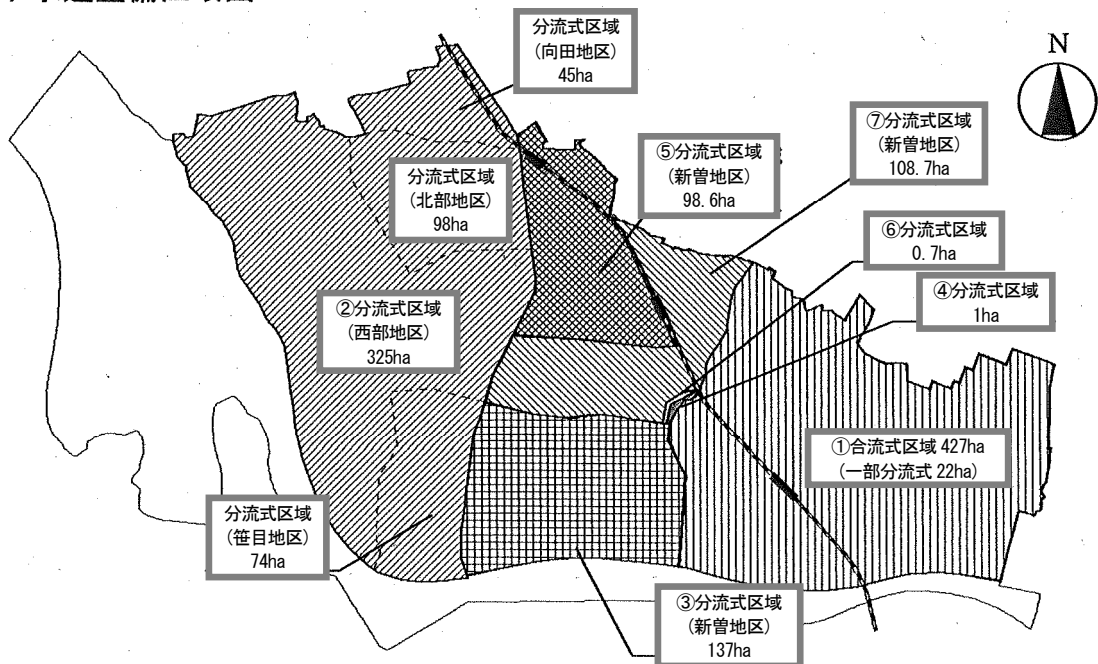 分流式区域
(向田地区)
45ha
N
⑦分流式区域
(新曽地区)
108.7ha
⑤分流式区域
(新曽地区)
98.6ha
分流式区域
(北部地区)
98ha
⑥分流式区域
0.7ha
④分流式区域
1ha
②分流式区域
(西部地区)
325ha
①合流式区域 427ha
(一部分流式 22ha)
分流式区域
(笹目地区)
74ha
③分流式区域
(新曽地区)
137ha